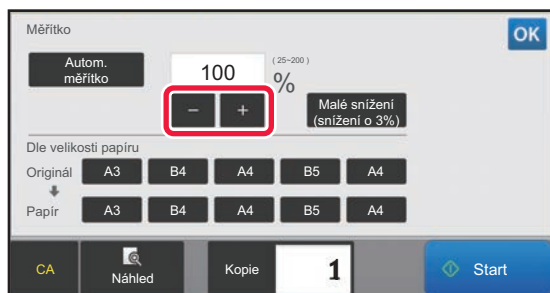 Měřítko
OK
Autom.
měřítko
100
(25~200)
%
−
+
Malé snížení
(snížení o 3%)
Dle velikosti papíru
Originál
A3
B4
A4
B5
A4
Papír
A3
B4
A4
B5
A4
CA
Náhled
Kopie
1
Start